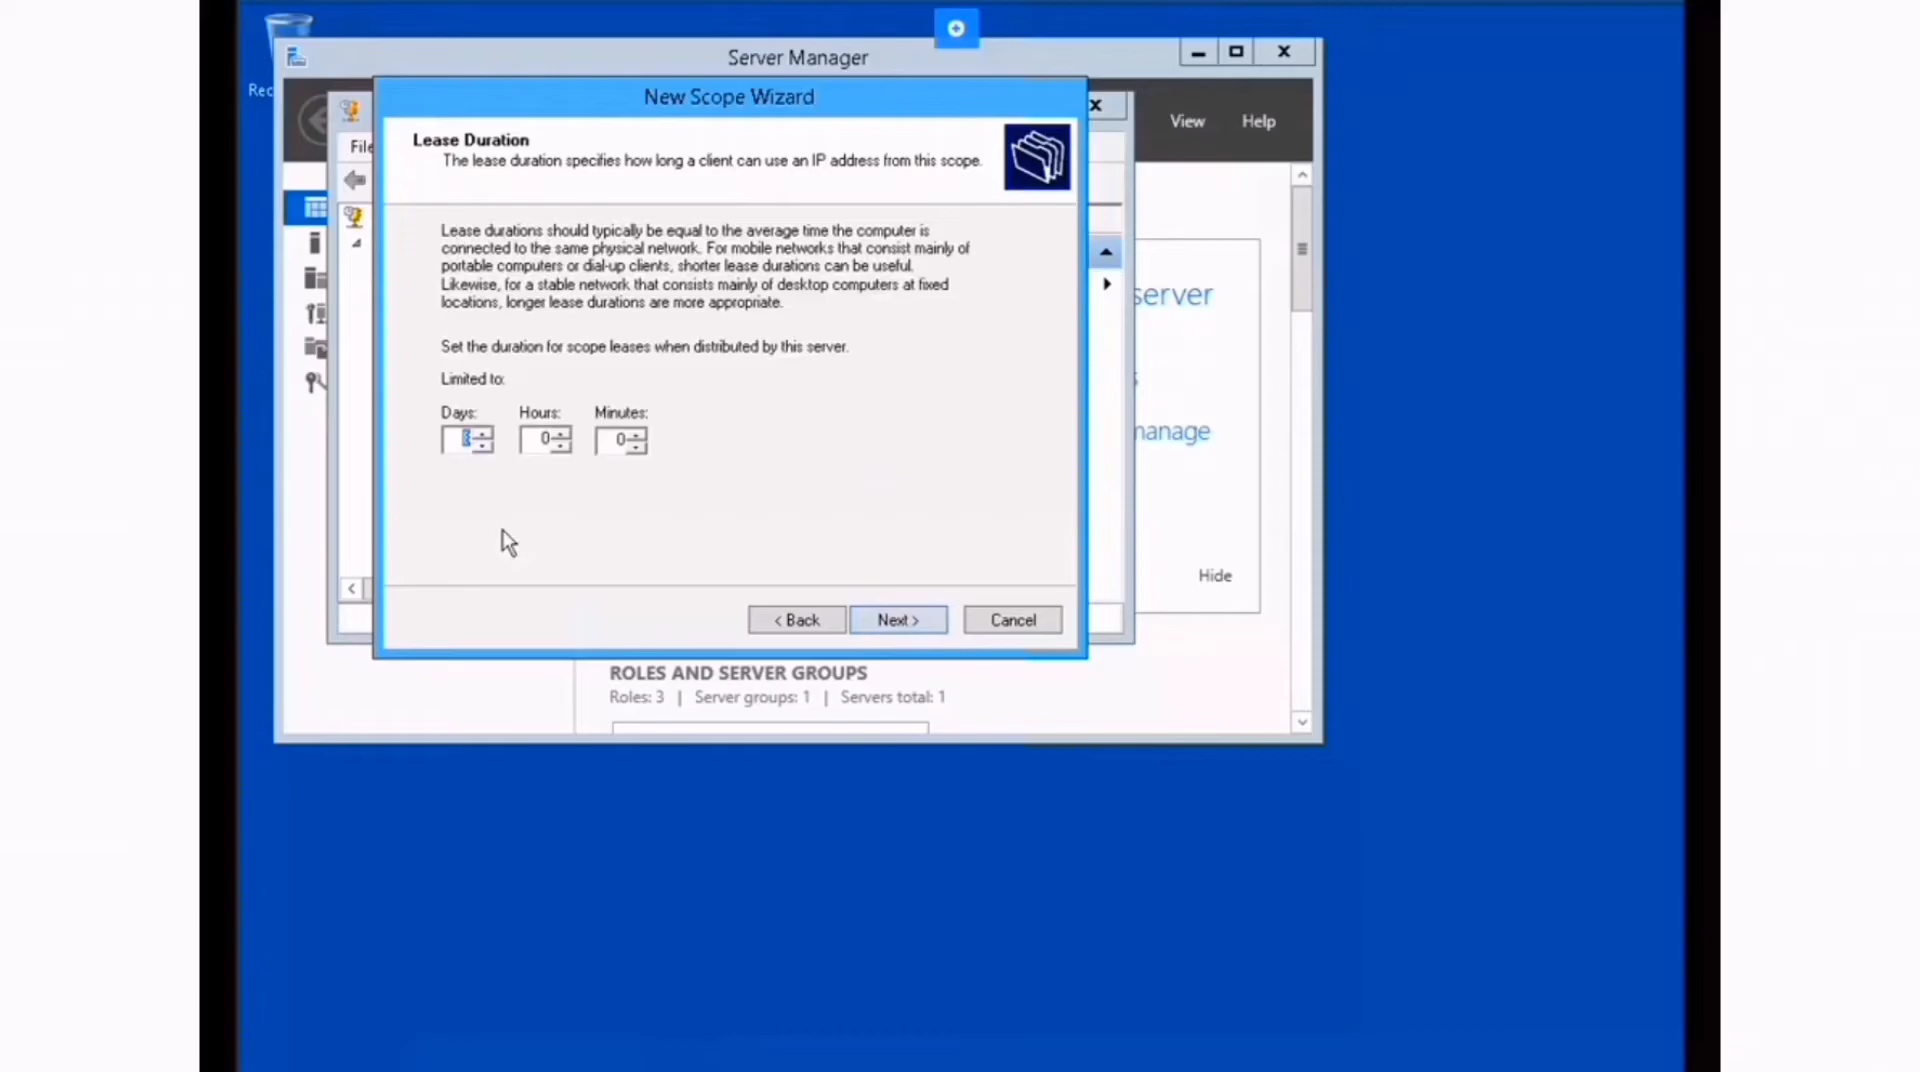 Server Manager
Rec
New Scope Wizard
View
Help
File
Lease Duration
The lease duration specifies how long a client can use an IP address from this scope.
Lease durations should typically be equal to the average time the computer is
connected to the same physical network. For mobile networks that consist mainly of
portable computers or dial-up clients, shorter lease durations can be useful.
Likewise, for a stable network that consists mainly of desktop computers at fixed
locations, longer lease durations are more appropriate.
server
Set the duration for scope leases when distributed by this server.
Limited to:
Days:
Hours:
Minutes:
0
0
manage
Hide
< Back
Next >
Cancel
ROLES AND SERVER GROUPS
Roles: 3 | Server groups: 1 | Servers total: 1